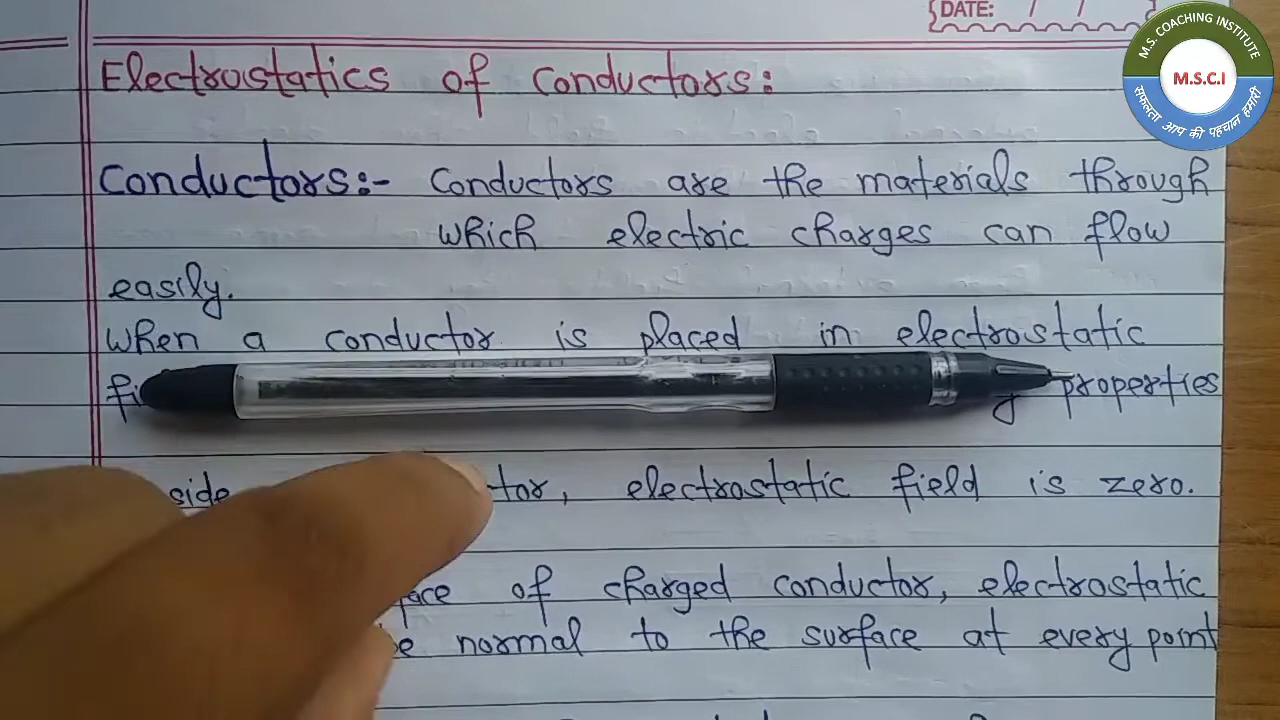 DATE: / /
M.S. COACHING INSTITUTE
M.S.C.I
सफलता आप की पहचान हमारी
Electrostatics of Conductors:
Conductors:- Conductors are the materials through
which electric charges can flow
easily.
When a conductor is placed in electrostatic
properties
electrostatic field is zero.
of charged conductor, electrostatic
normal to the surface at every point